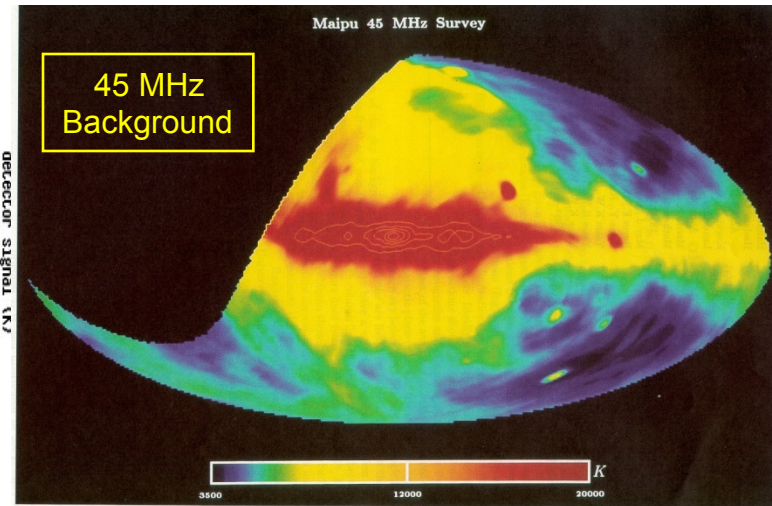 Maipu 45 MHz Survey
45 MHz
Background
detector signal (K)
K
3500
12000
20000